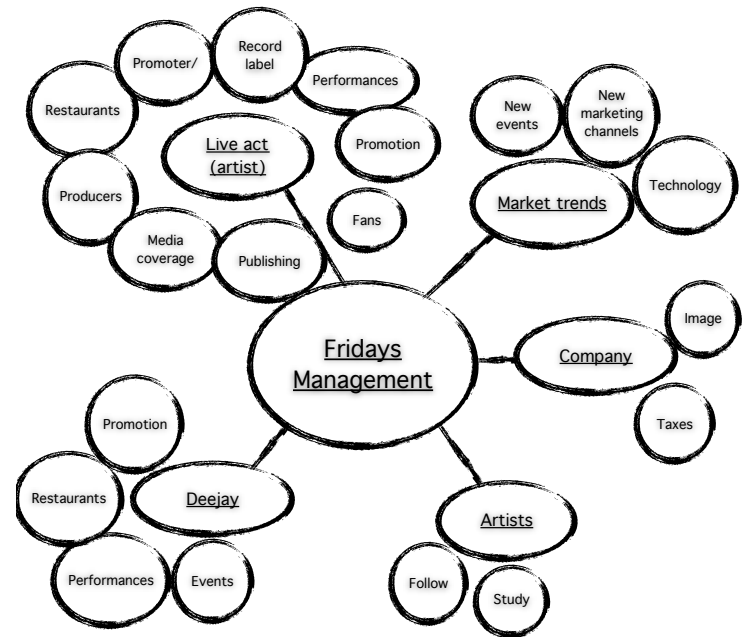 Record
label
Promoter/
Performances
Restaurants
Live act
(artist)
Promotion
Producers
Fans
Media
coverage
Publishing
New
events
New
marketing
channels
Technology
Market trends
Fridays
Management
Image
Company
Taxes
Promotion
Restaurants
Deejay
Performances
Events
Artists
Follow
Study